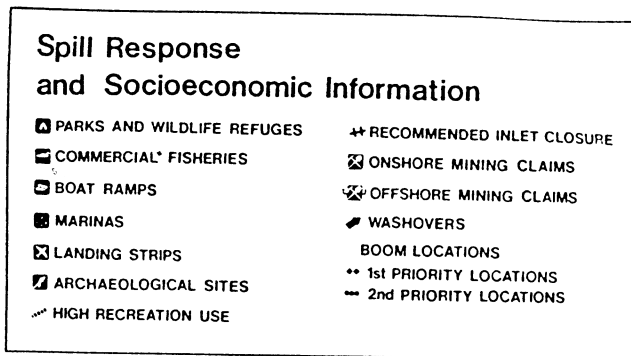 Spill Response
and Socioeconomic Information
PARKS AND WILDLIFE REFUGES
COMMERCIAL* FISHERIES
BOAT RAMPS
MARINAS
LANDING STRIPS
ARCHAEOLOGICAL SITES
HIGH RECREATION USE
RECOMMENDED INLET CLOSURE
ONSHORE MINING CLAIMS
OFFSHORE MINING CLAIMS
WASHOVERS
BOOM LOCATIONS
1st PRIORITY LOCATIONS
2nd PRIORITY LOCATIONS